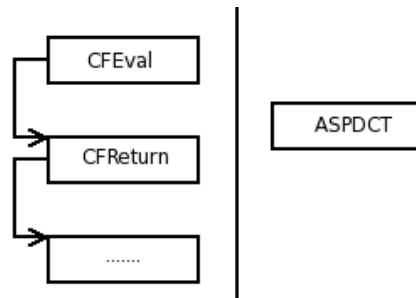 CFEval
ASPDCT
CFReturn
.......